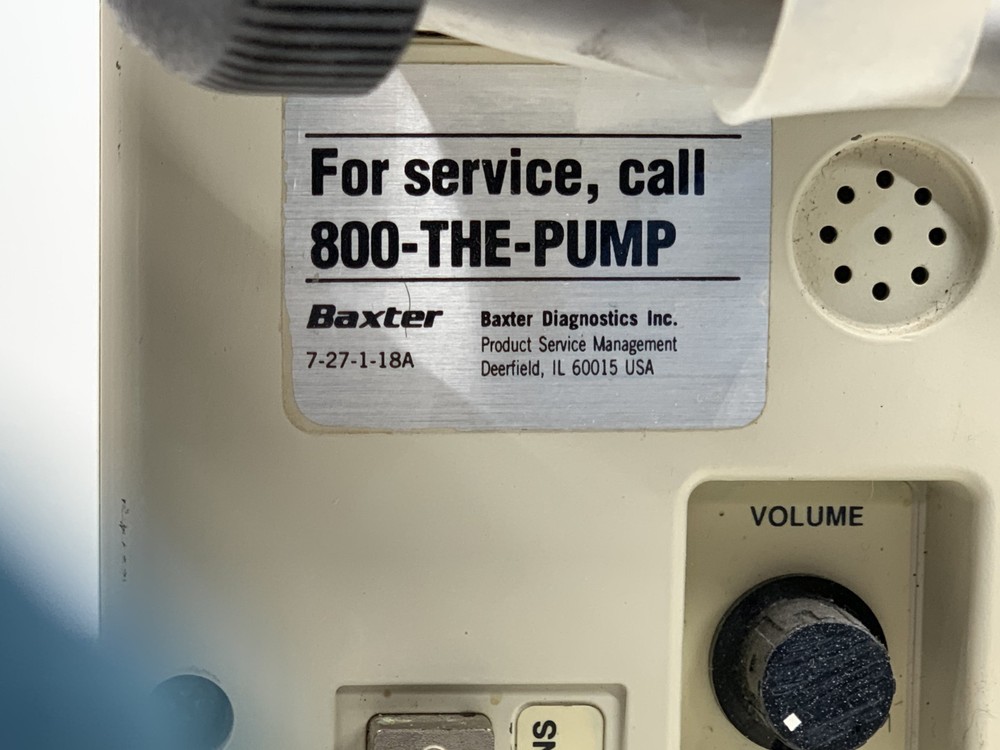 For service, call
800-THE-PUMP
Baxter
7-27-1-18A
Baxter Diagnostics Inc.
Product Service Management
Deerfield, IL 60015 USA
VOLUME